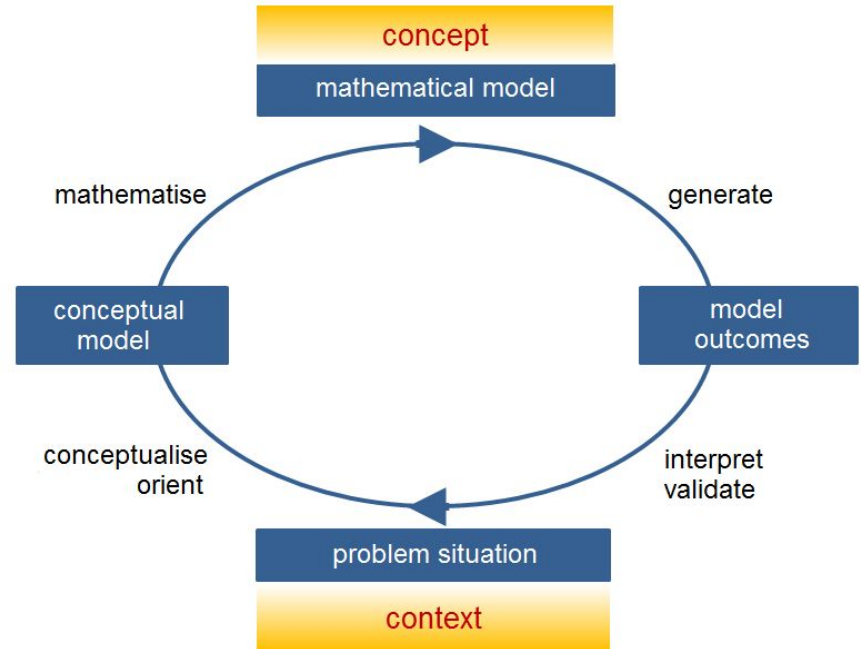 concept
mathematical model
mathematise
generate
conceptual
model
model
outcomes
conceptualise
orient
interpret
validate
problem situation
context